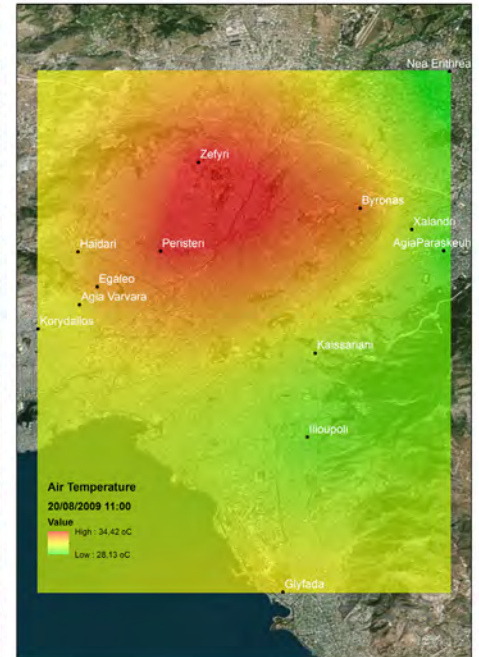 Nea Erithrea
Zefyri
Byronas
Xalandri
Haidari
Peristeri
AgiaParaskeuh
Egaleo
Agia Varvara
Korydallos
Kaissariani
Ilioupoli
Air Temperature
20/08/2009 11:00
Value
High : 34,42 oC
Low : 28,13 oC
Glyfada